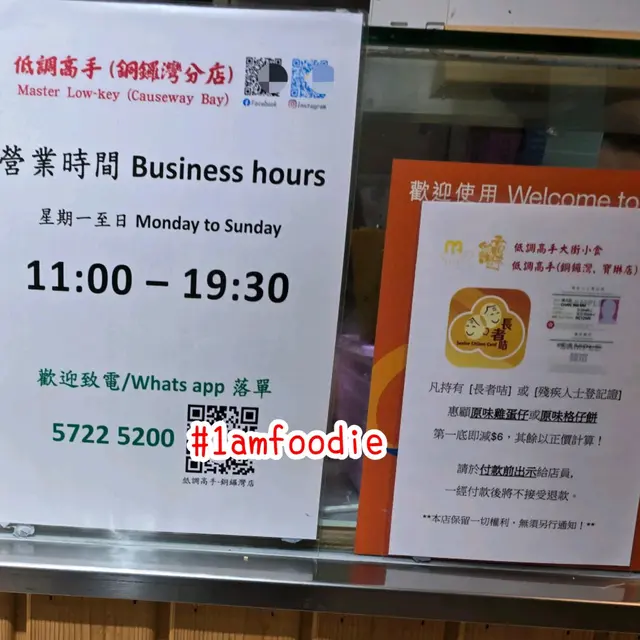 低調高手 (銅鑼灣分店)
Master Low-key (Causeway Bay)
Facebook
Instagram
營業時間 Business hours
星期一至日 Monday to Sunday
11:00 – 19:30
歡迎致電/Whats app 落單
5722 5200
#1amfoodie
低調高手-銅鑼灣店
歡迎使用 Welcome to
低調高手大街小食
低調高手(銅鑼灣、寶琳店)
長者咭
Senior Citizen Card
凡持有 [長者咭] 或 [殘疾人士登記證]
惠顧原味雞蛋仔或原味格仔餅
第一底即減$6，其餘以正價計算！
請於付款前出示給店員，
一經付款後將不接受退款。
**本店保留一切權利，無須另行通知！**